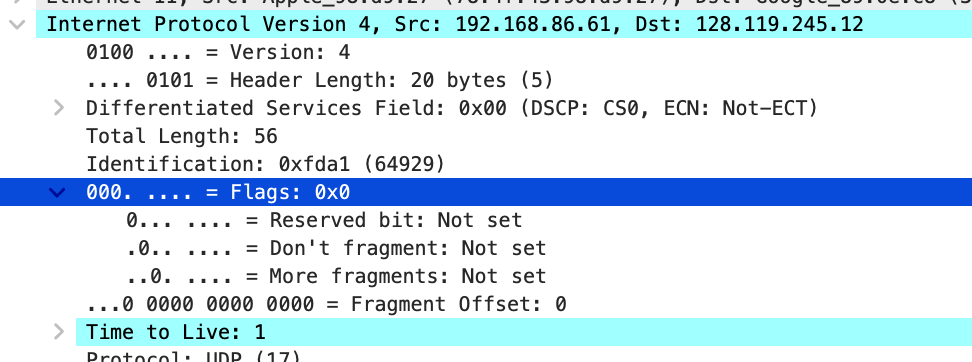 Internet Protocol Version 4, Src: 192.168.86.61, Dst: 128.119.245.12
0100 .... = Version: 4
.... 0101 = Header Length: 20 bytes (5)
Differentiated Services Field: 0x00 (DSCP: CS0, ECN: Not-ECT)
Total Length: 56
Identification: 0xfda1 (64929)
000. .... = Flags: 0x0
0... .... = Reserved bit: Not set
.0.. .... = Don't fragment: Not set
..0. .... = More fragments: Not set
...0 0000 0000 0000 = Fragment Offset: 0
Time to Live: 1
Protocol: UDP (17)